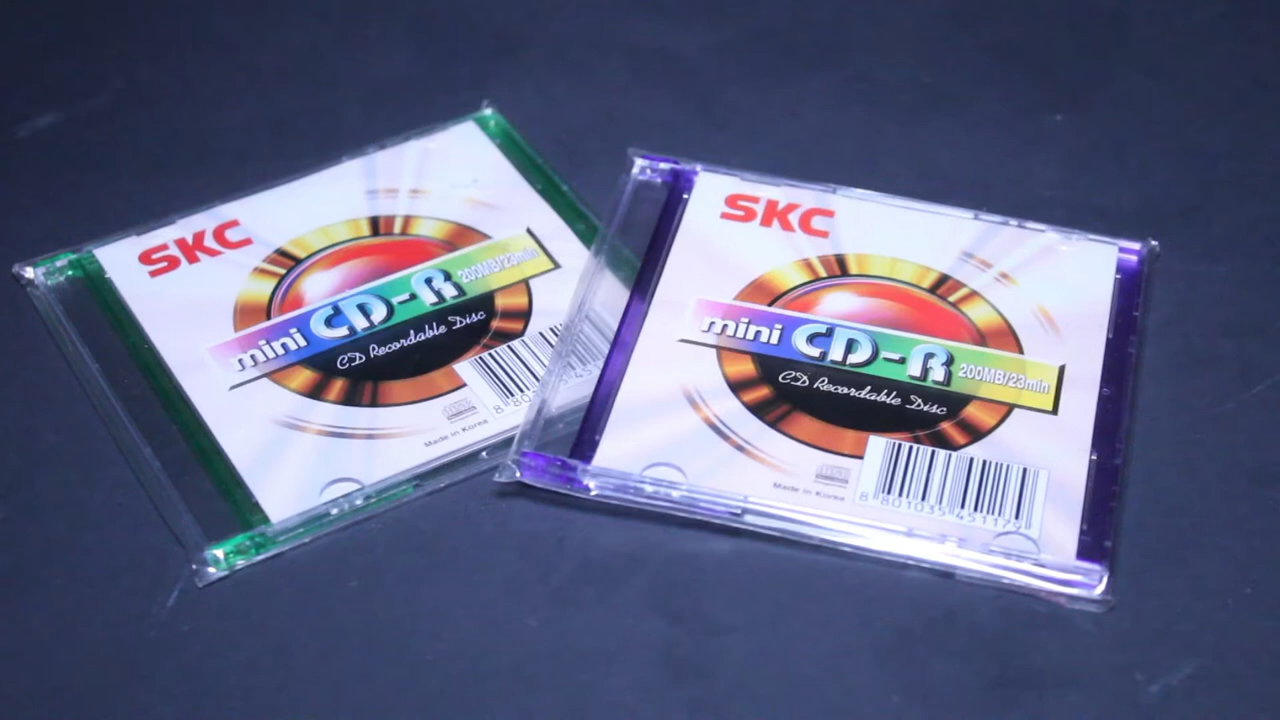 SKC
mini CD-R 200MB/23min
CD Recordable Disc
Made in Korea
SKC
mini CD-R 200MB/23min
CD Recordable Disc
Made in Korea
8 801035 451179